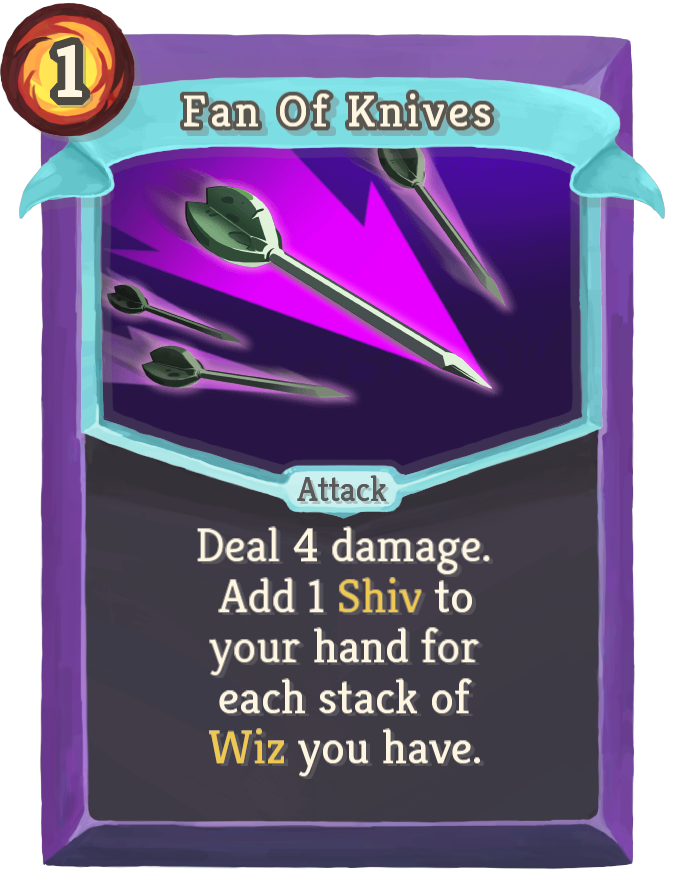 1
Fan Of Knives
Attack
Deal 4 damage.
Add 1 Shiv to
your hand for
each stack of
Wiz you have.